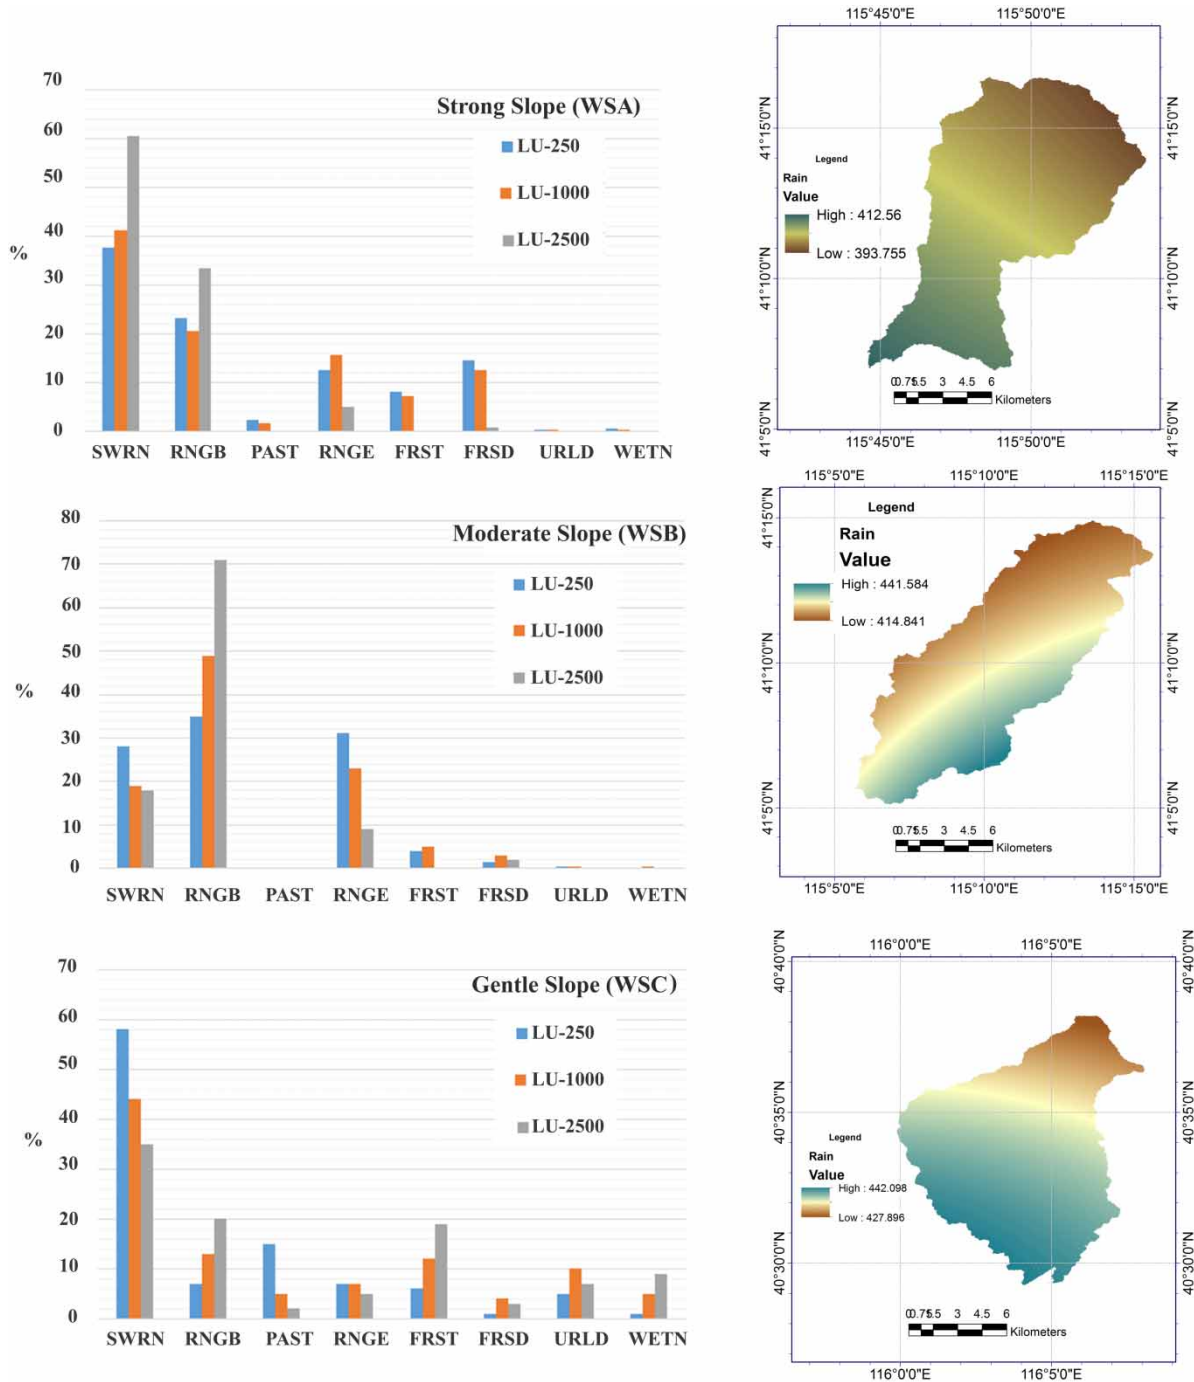 70
60
50
40
30
20
10
0
%
Strong Slope (WSA)
LU-250
LU-1000
LU-2500
SWRN RNGB PAST RNGE FRST FRSD URLD WETN
115°45'0"E 115°50'0"E
41°15'0"N
41°10'0"N
41°5'0"N
Legend
Rain
Value
High : 412.56
Low : 393.755
41°15'0"N
41°10'0"N
41°5'0"N
0 0.75 1.5 3 4.5 6
Kilometers
115°45'0"E 115°50'0"E
80
70
60
50
40
30
20
10
0
%
Moderate Slope (WSB)
LU-250
LU-1000
LU-2500
SWRN RNGB PAST RNGE FRST FRSD URLD WETN
115°5'0"E 115°10'0"E 115°15'0"E
41°15'0"N
41°10'0"N
41°5'0"N
Legend
Rain
Value
High : 441.584
Low : 414.841
41°15'0"N
41°10'0"N
41°5'0"N
0 0.75 1.5 3 4.5 6
Kilometers
115°5'0"E 115°10'0"E 115°15'0"E
70
60
50
40
30
20
10
0
%
Gentle Slope (WSC)
LU-250
LU-1000
LU-2500
SWRN RNGB PAST RNGE FRST FRSD URLD WETN
116°0'0"E 116°5'0"E
40°40'0"N
40°35'0"N
40°30'0"N
Legend
Rain
Value
High : 442.098
Low : 427.896
40°40'0"N
40°35'0"N
40°30'0"N
0 0.75 1.5 3 4.5 6
Kilometers
116°0'0"E 116°5'0"E